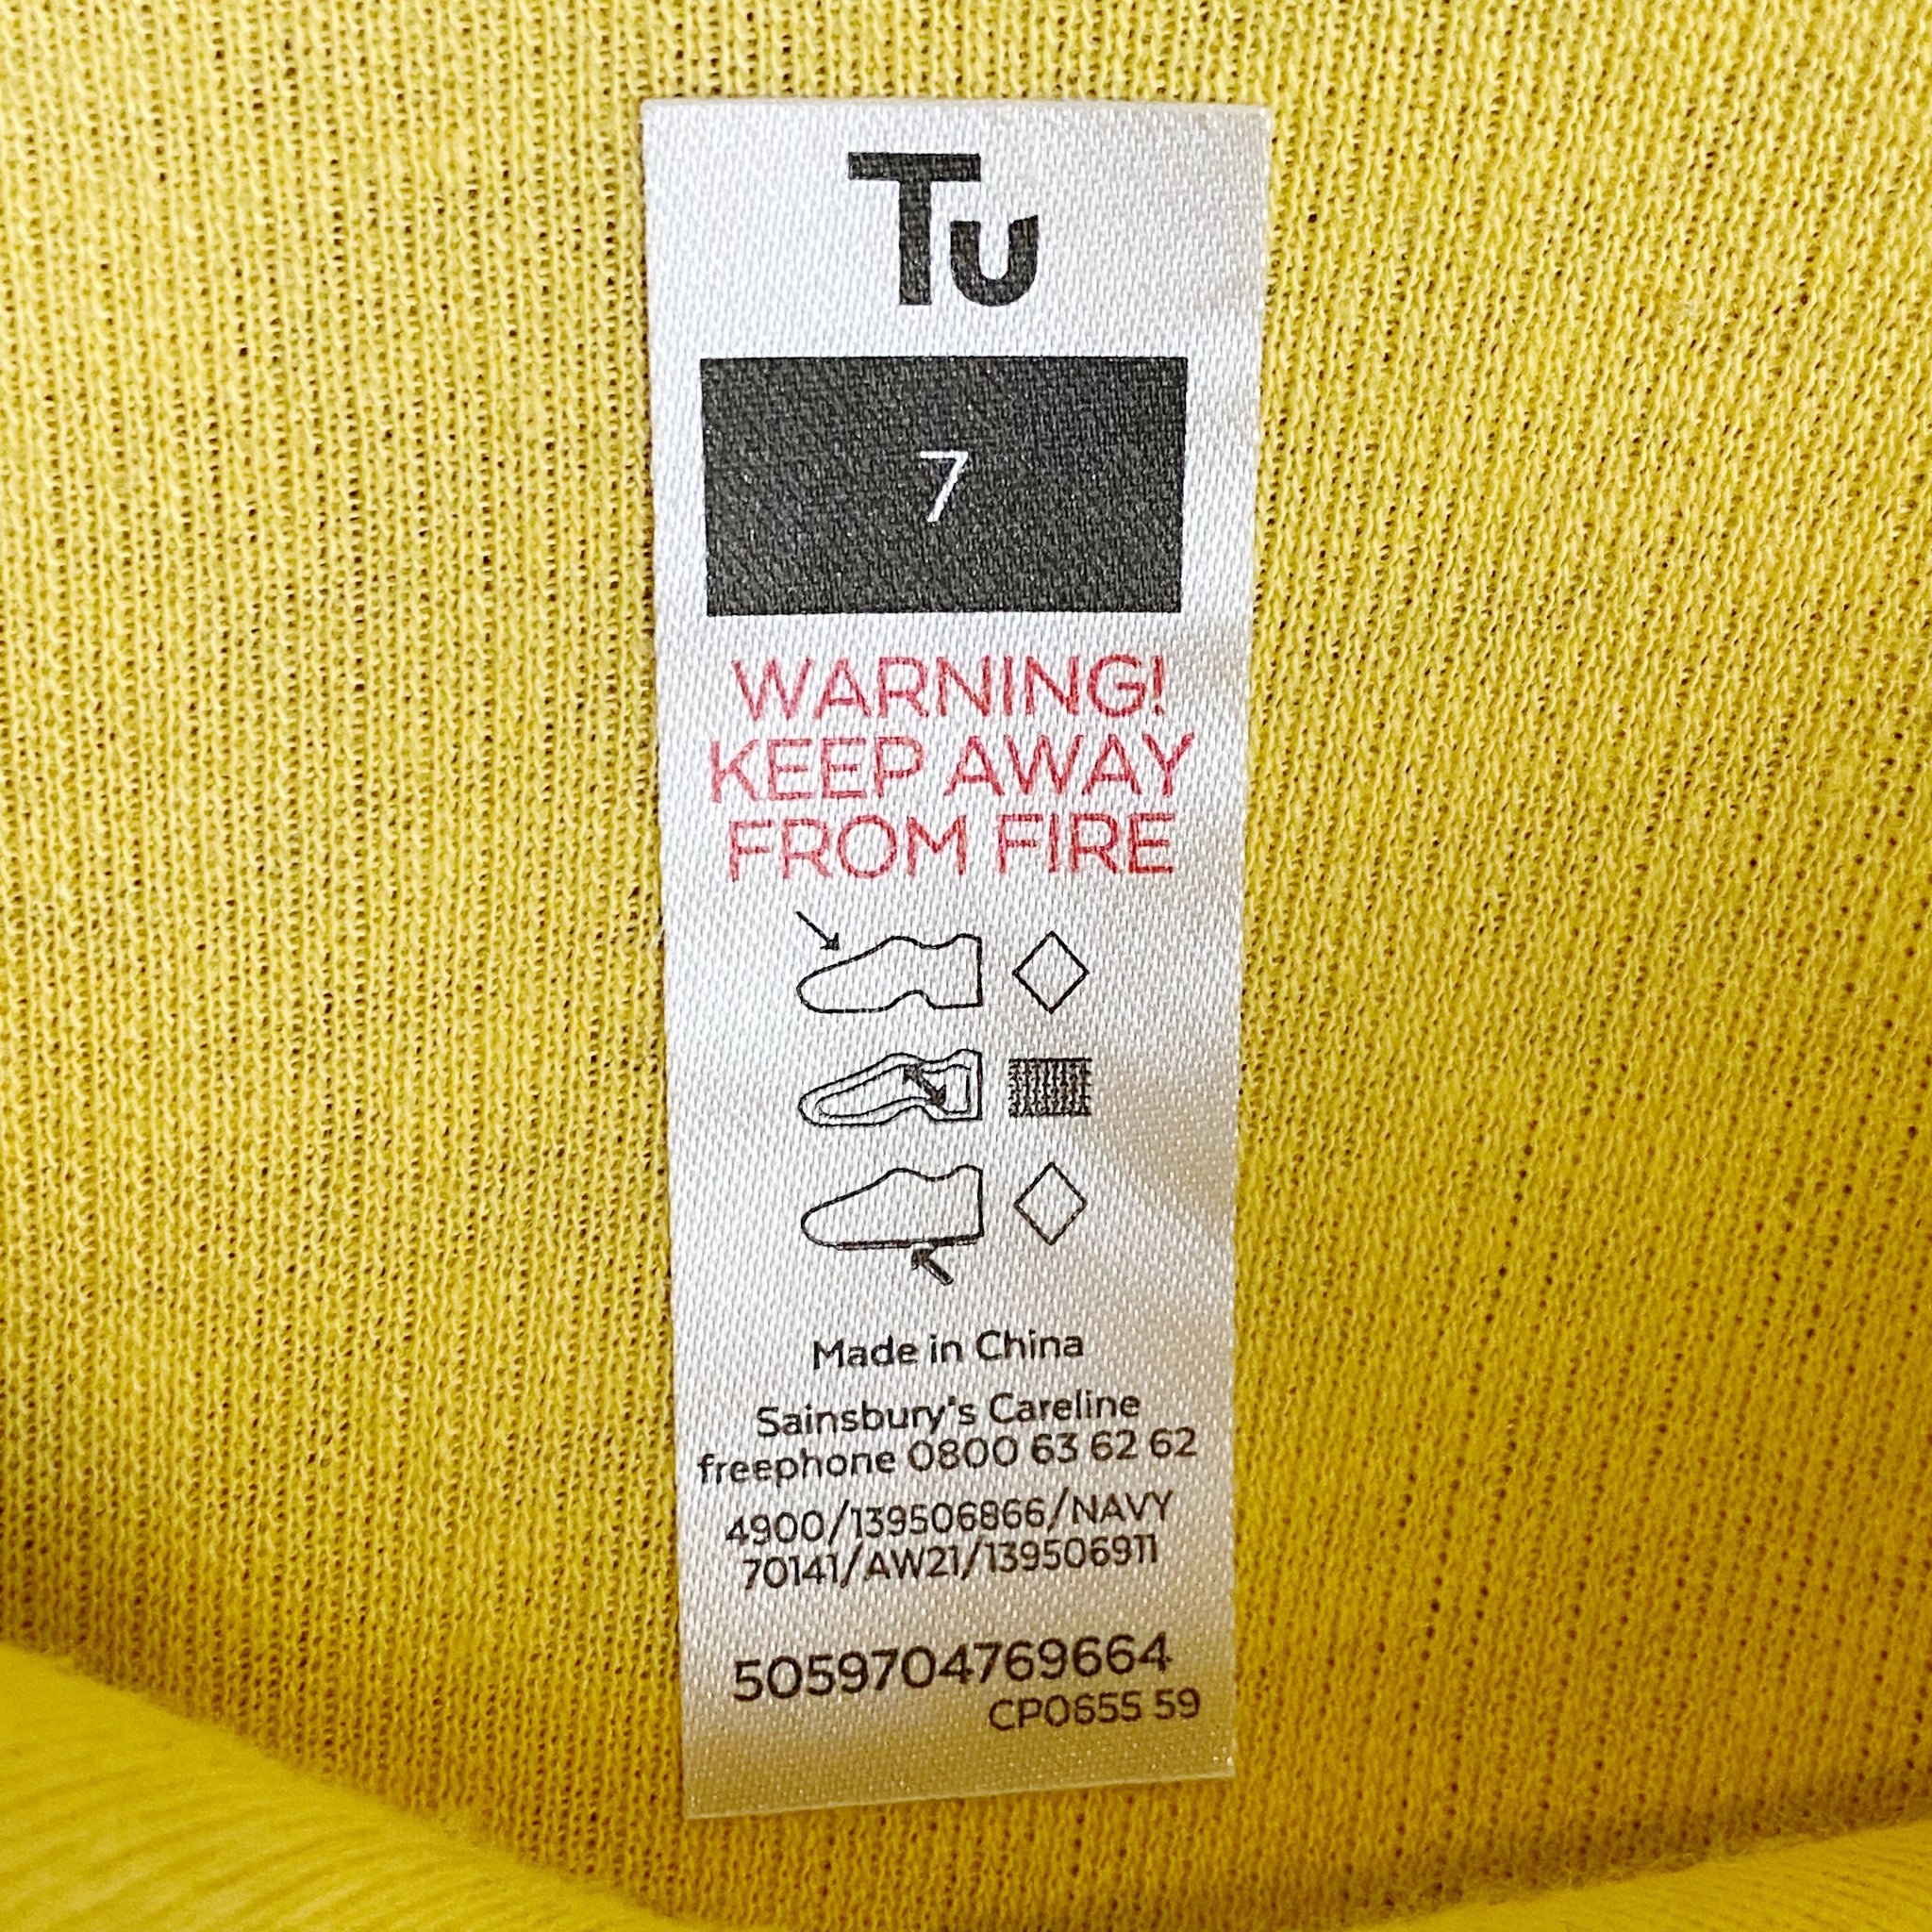 Tu
7
WARNING!
KEEP AWAY
FROM FIRE
Made in China
Sainsbury's Careline
freephone 0800 63 62 62
4900/139506866/NAVY
70141/AW21/139506911
5059704769664
CP0655 59